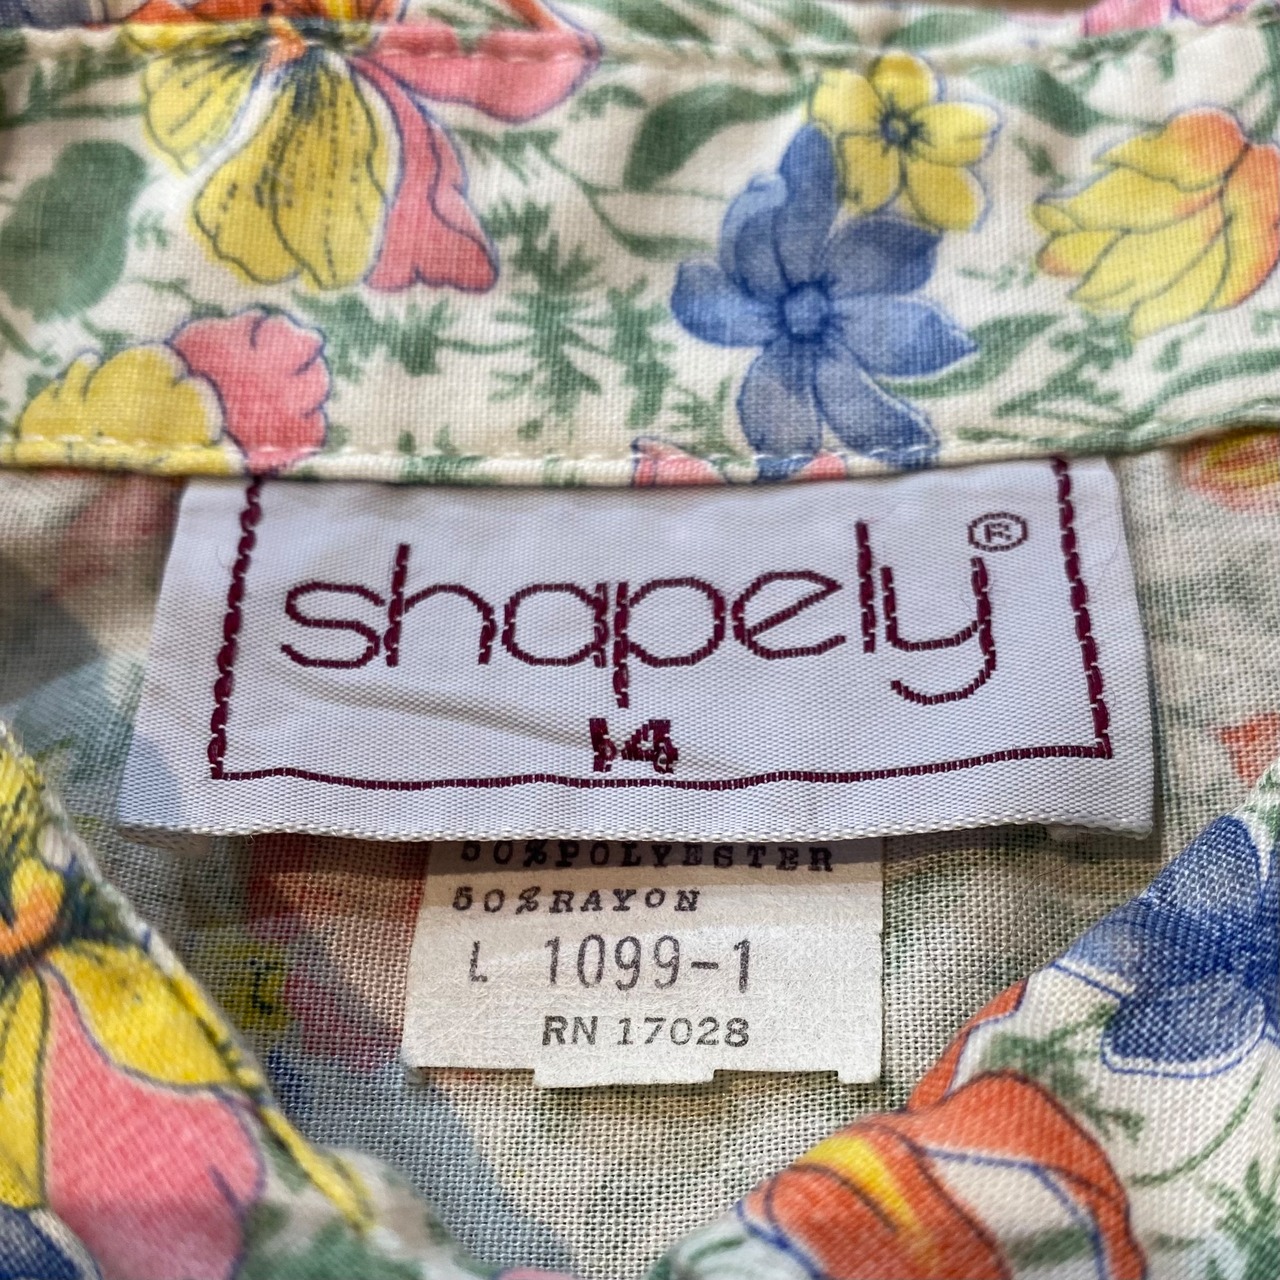 shapely®
14
50%POLYESTER
50%RAYON
L 1099-1
RN 17028